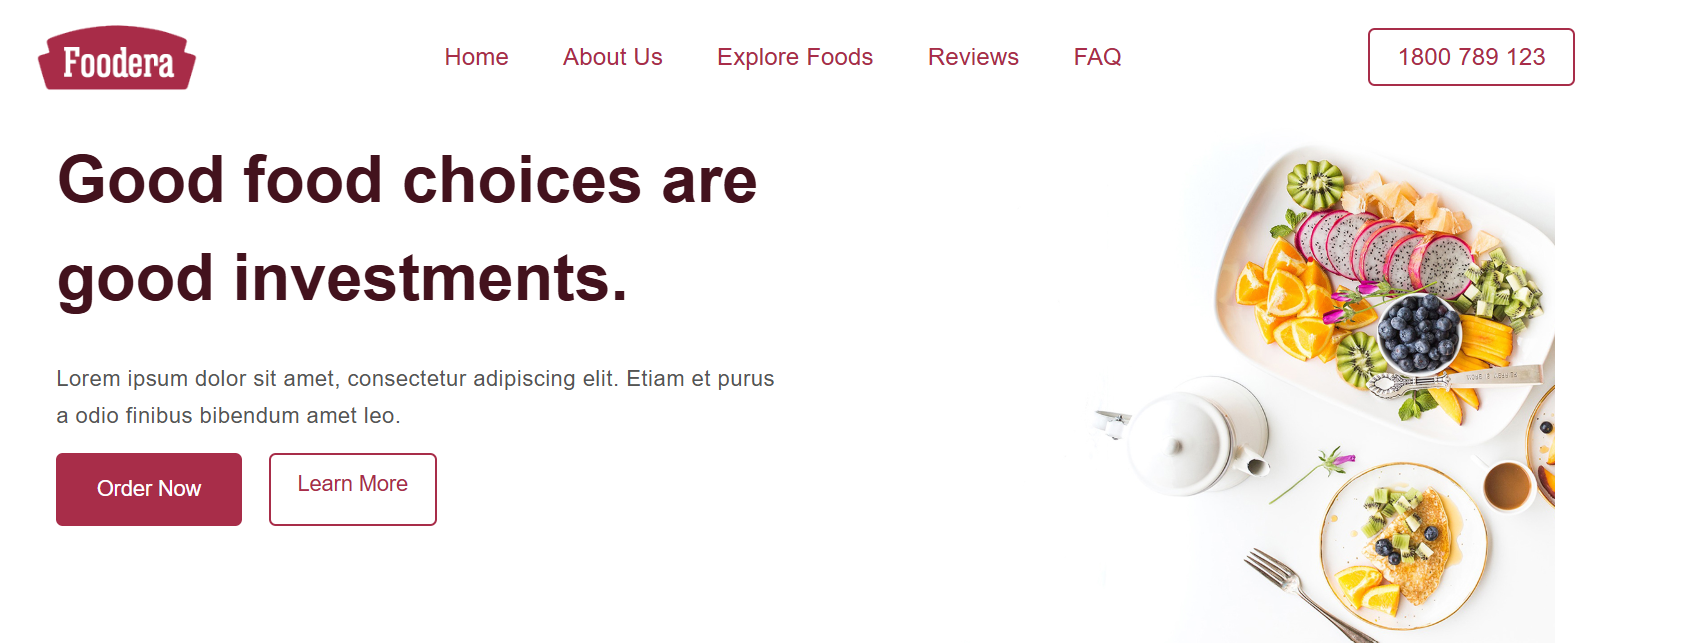 Foodera
Home
About Us
Explore Foods
Reviews
FAQ
1800 789 123
Good food choices are
good investments.
Lorem ipsum dolor sit amet, consectetur adipiscing elit. Etiam et purus
a odio finibus bibendum amet leo.
Order Now
Learn More